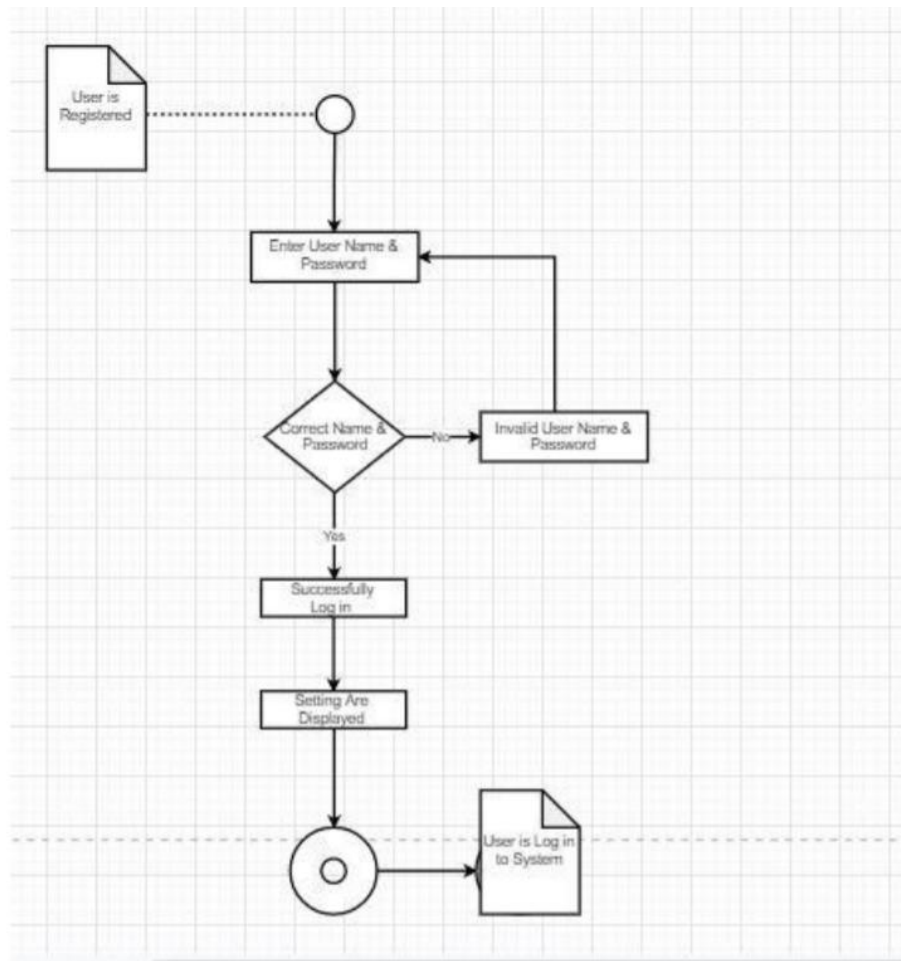 User is
Registered
Enter User Name &
Password
Correct Name &
Password
No
Invalid User Name &
Password
Yes
Successfully
Log in
Setting Are
Displayed
User is Log in
to System